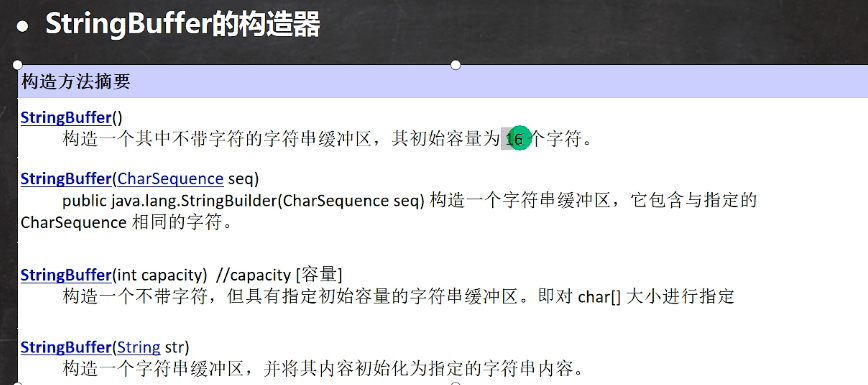 ● StringBuffer的构造器
构造方法摘要
StringBuffer()
构造一个其中不带字符的字符串缓冲区，其初始容量为 16 个字符。
StringBuffer(CharSequence seq)
public java.lang.StringBuilder(CharSequence seq) 构造一个字符串缓冲区，它包含与指定的
CharSequence 相同的字符。
StringBuffer(int capacity)  //capacity [容量]
构造一个不带字符，但具有指定初始容量的字符串缓冲区。即对 char[] 大小进行指定
StringBuffer(String str)
构造一个字符串缓冲区，并将其内容初始化为指定的字符串内容。